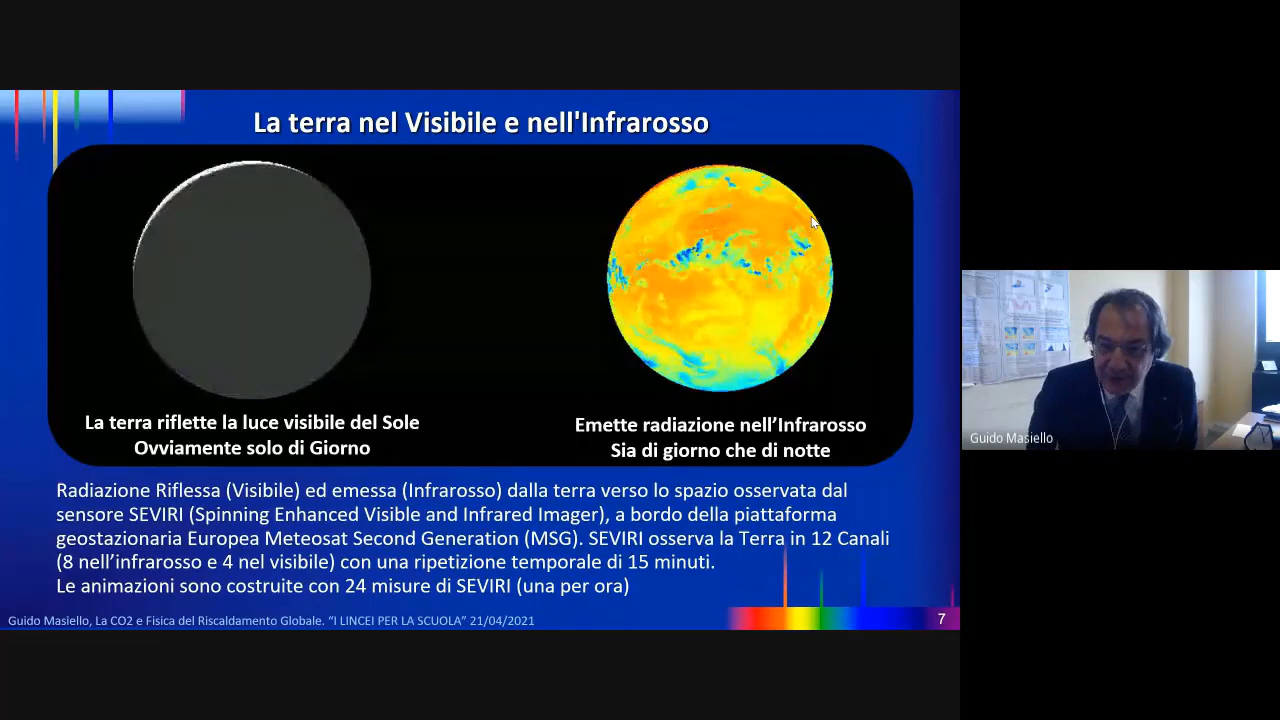 La terra nel Visibile e nell'Infrarosso
La terra riflette la luce visibile del Sole
Ovviamente solo di Giorno
Emette radiazione nell’Infrarosso
Sia di giorno che di notte
Radiazione Riflessa (Visibile) ed emessa (Infrarosso) dalla terra verso lo spazio osservata dal
sensore SEVIRI (Spinning Enhanced Visible and Infrared Imager), a bordo della piattaforma
geostazionaria Europea Meteosat Second Generation (MSG). SEVIRI osserva la Terra in 12 Canali
(8 nell’infrarosso e 4 nel visibile) con una ripetizione temporale di 15 minuti.
Le animazioni sono costruite con 24 misure di SEVIRI (una per ora)
Guido Masiello, La CO2 e Fisica del Riscaldamento Globale. “I LINCEI PER LA SCUOLA” 21/04/2021
7
Guido Masiello